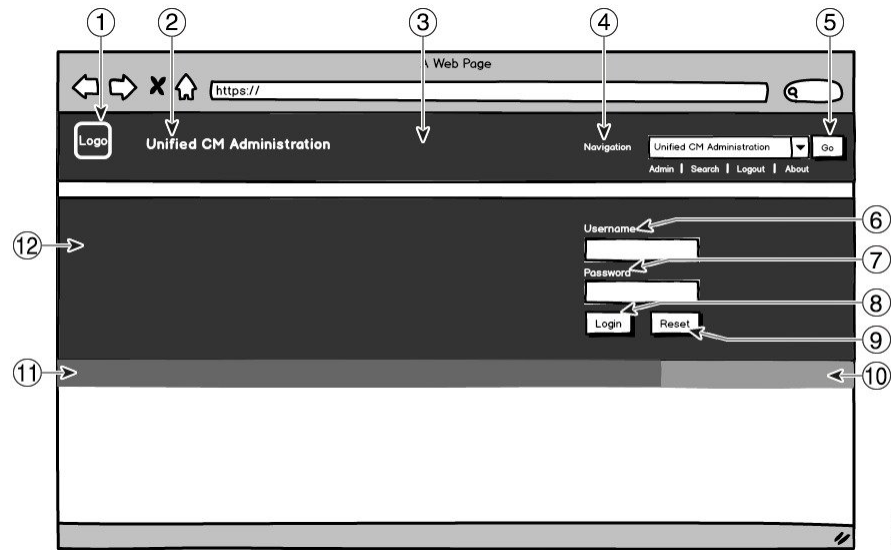 1 2 3 4 5
A Web Page
https://
Logo Unified CM Administration Navigation Unified CM Administration Go
Admin | Search | Logout | About
Username 6
12
Password 7
8
Login Reset
9
11 10